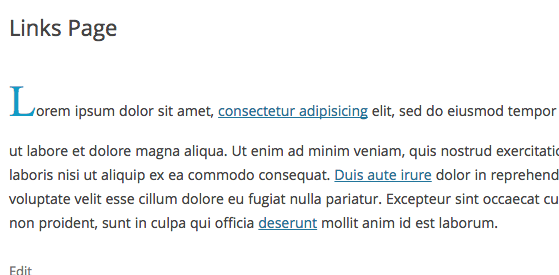 Links Page
Lorem ipsum dolor sit amet, consectetur adipisicing elit, sed do eiusmod tempor
ut labore et dolore magna aliqua. Ut enim ad minim veniam, quis nostrud exercitatio
laboris nisi ut aliquip ex ea commodo consequat. Duis aute irure dolor in reprehend
voluptate velit esse cillum dolore eu fugiat nulla pariatur. Excepteur sint occaecat cu
non proident, sunt in culpa qui officia deserunt mollit anim id est laborum.
Edit